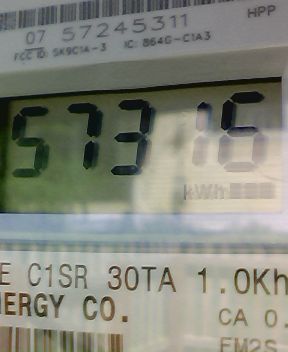 HPP
07 57245311
FCC ID: SK9C1A-3 IC: 864G-C1A3
57316
kWh
E C1SR 30TA 1.0Kh
ERGY CO.
CA 0.
FM2S